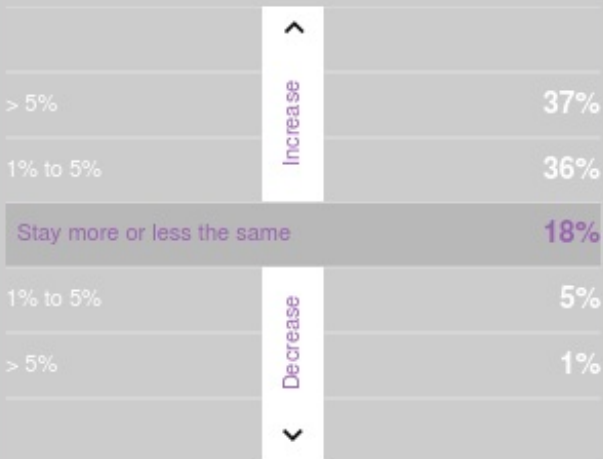 > 5%
Increase
37%
1% to 5%
36%
Stay more or less the same
18%
1% to 5%
Decrease
5%
> 5%
1%